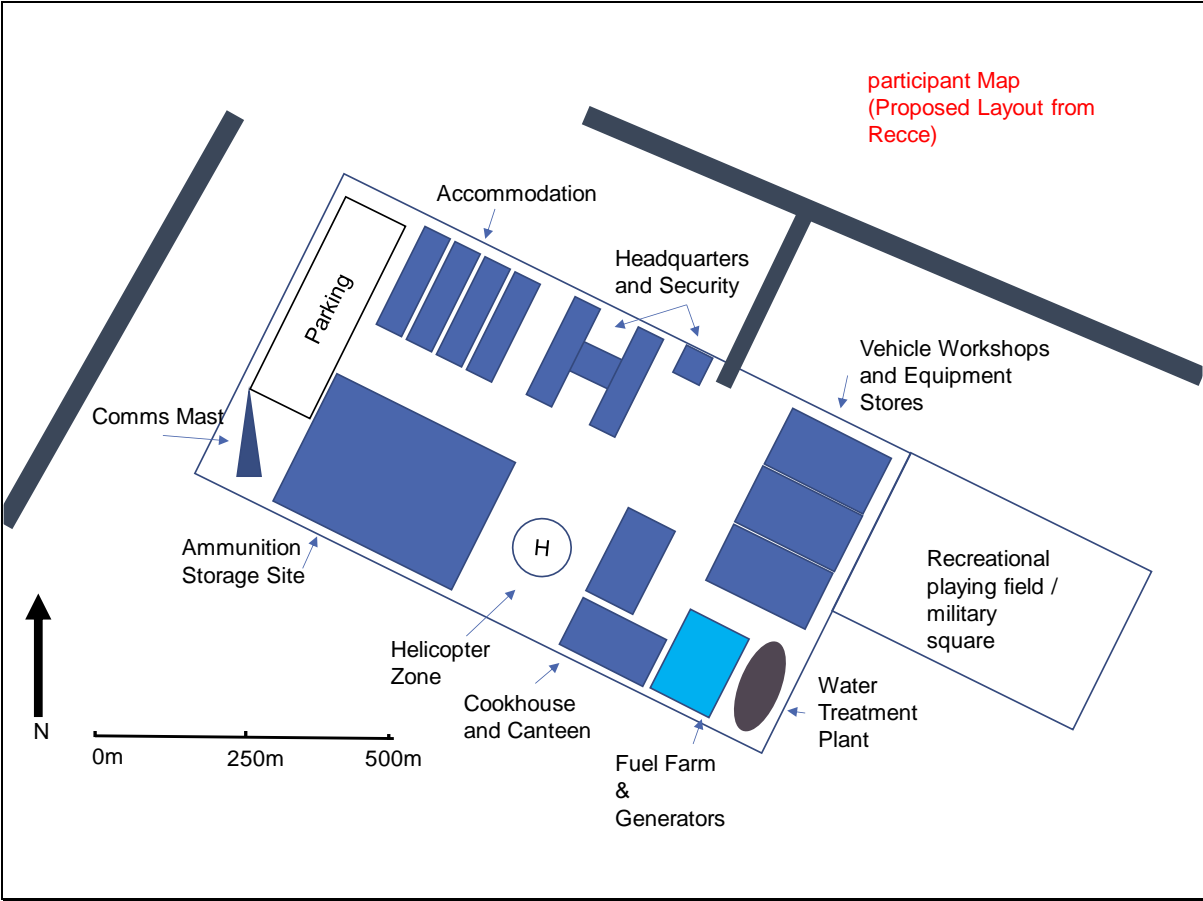 participant Map
(Proposed Layout from
Recce)
Accommodation
Headquarters
and Security
Parking
Vehicle Workshops
and Equipment
Stores
Comms Mast
Ammunition
Storage Site
H
Recreational
playing field /
military
square
Helicopter
Zone
Cookhouse
and Canteen
Water
Treatment
Plant
Fuel Farm
&
Generators
N
0m 250m 500m